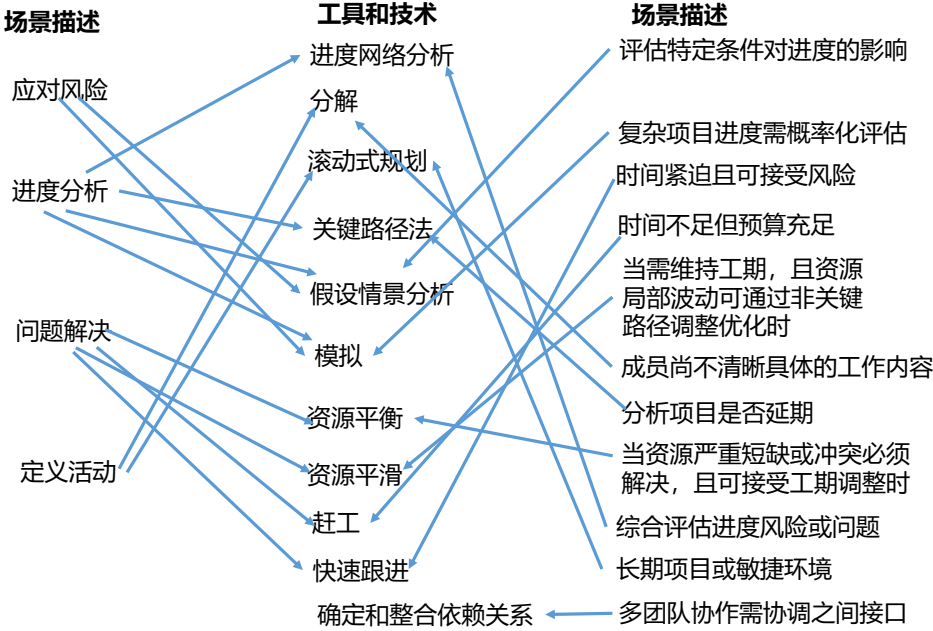 场景描述
工具和技术
场景描述
应对风险
进度分析
问题解决
定义活动
进度网络分析
分解
滚动式规划
关键路径法
假设情景分析
模拟
资源平衡
资源平滑
赶工
快速跟进
确定和整合依赖关系
评估特定条件对进度的影响
复杂项目进度需概率化评估
时间紧迫且可接受风险
时间不足但预算充足
当需维持工期，且资源
局部波动可通过非关键
路径调整优化时
成员尚不清晰具体的工作内容
分析项目是否延期
当资源严重短缺或冲突必须
解决，且可接受工期调整时
综合评估进度风险或问题
长期项目或敏捷环境
多团队协作需协调之间接口